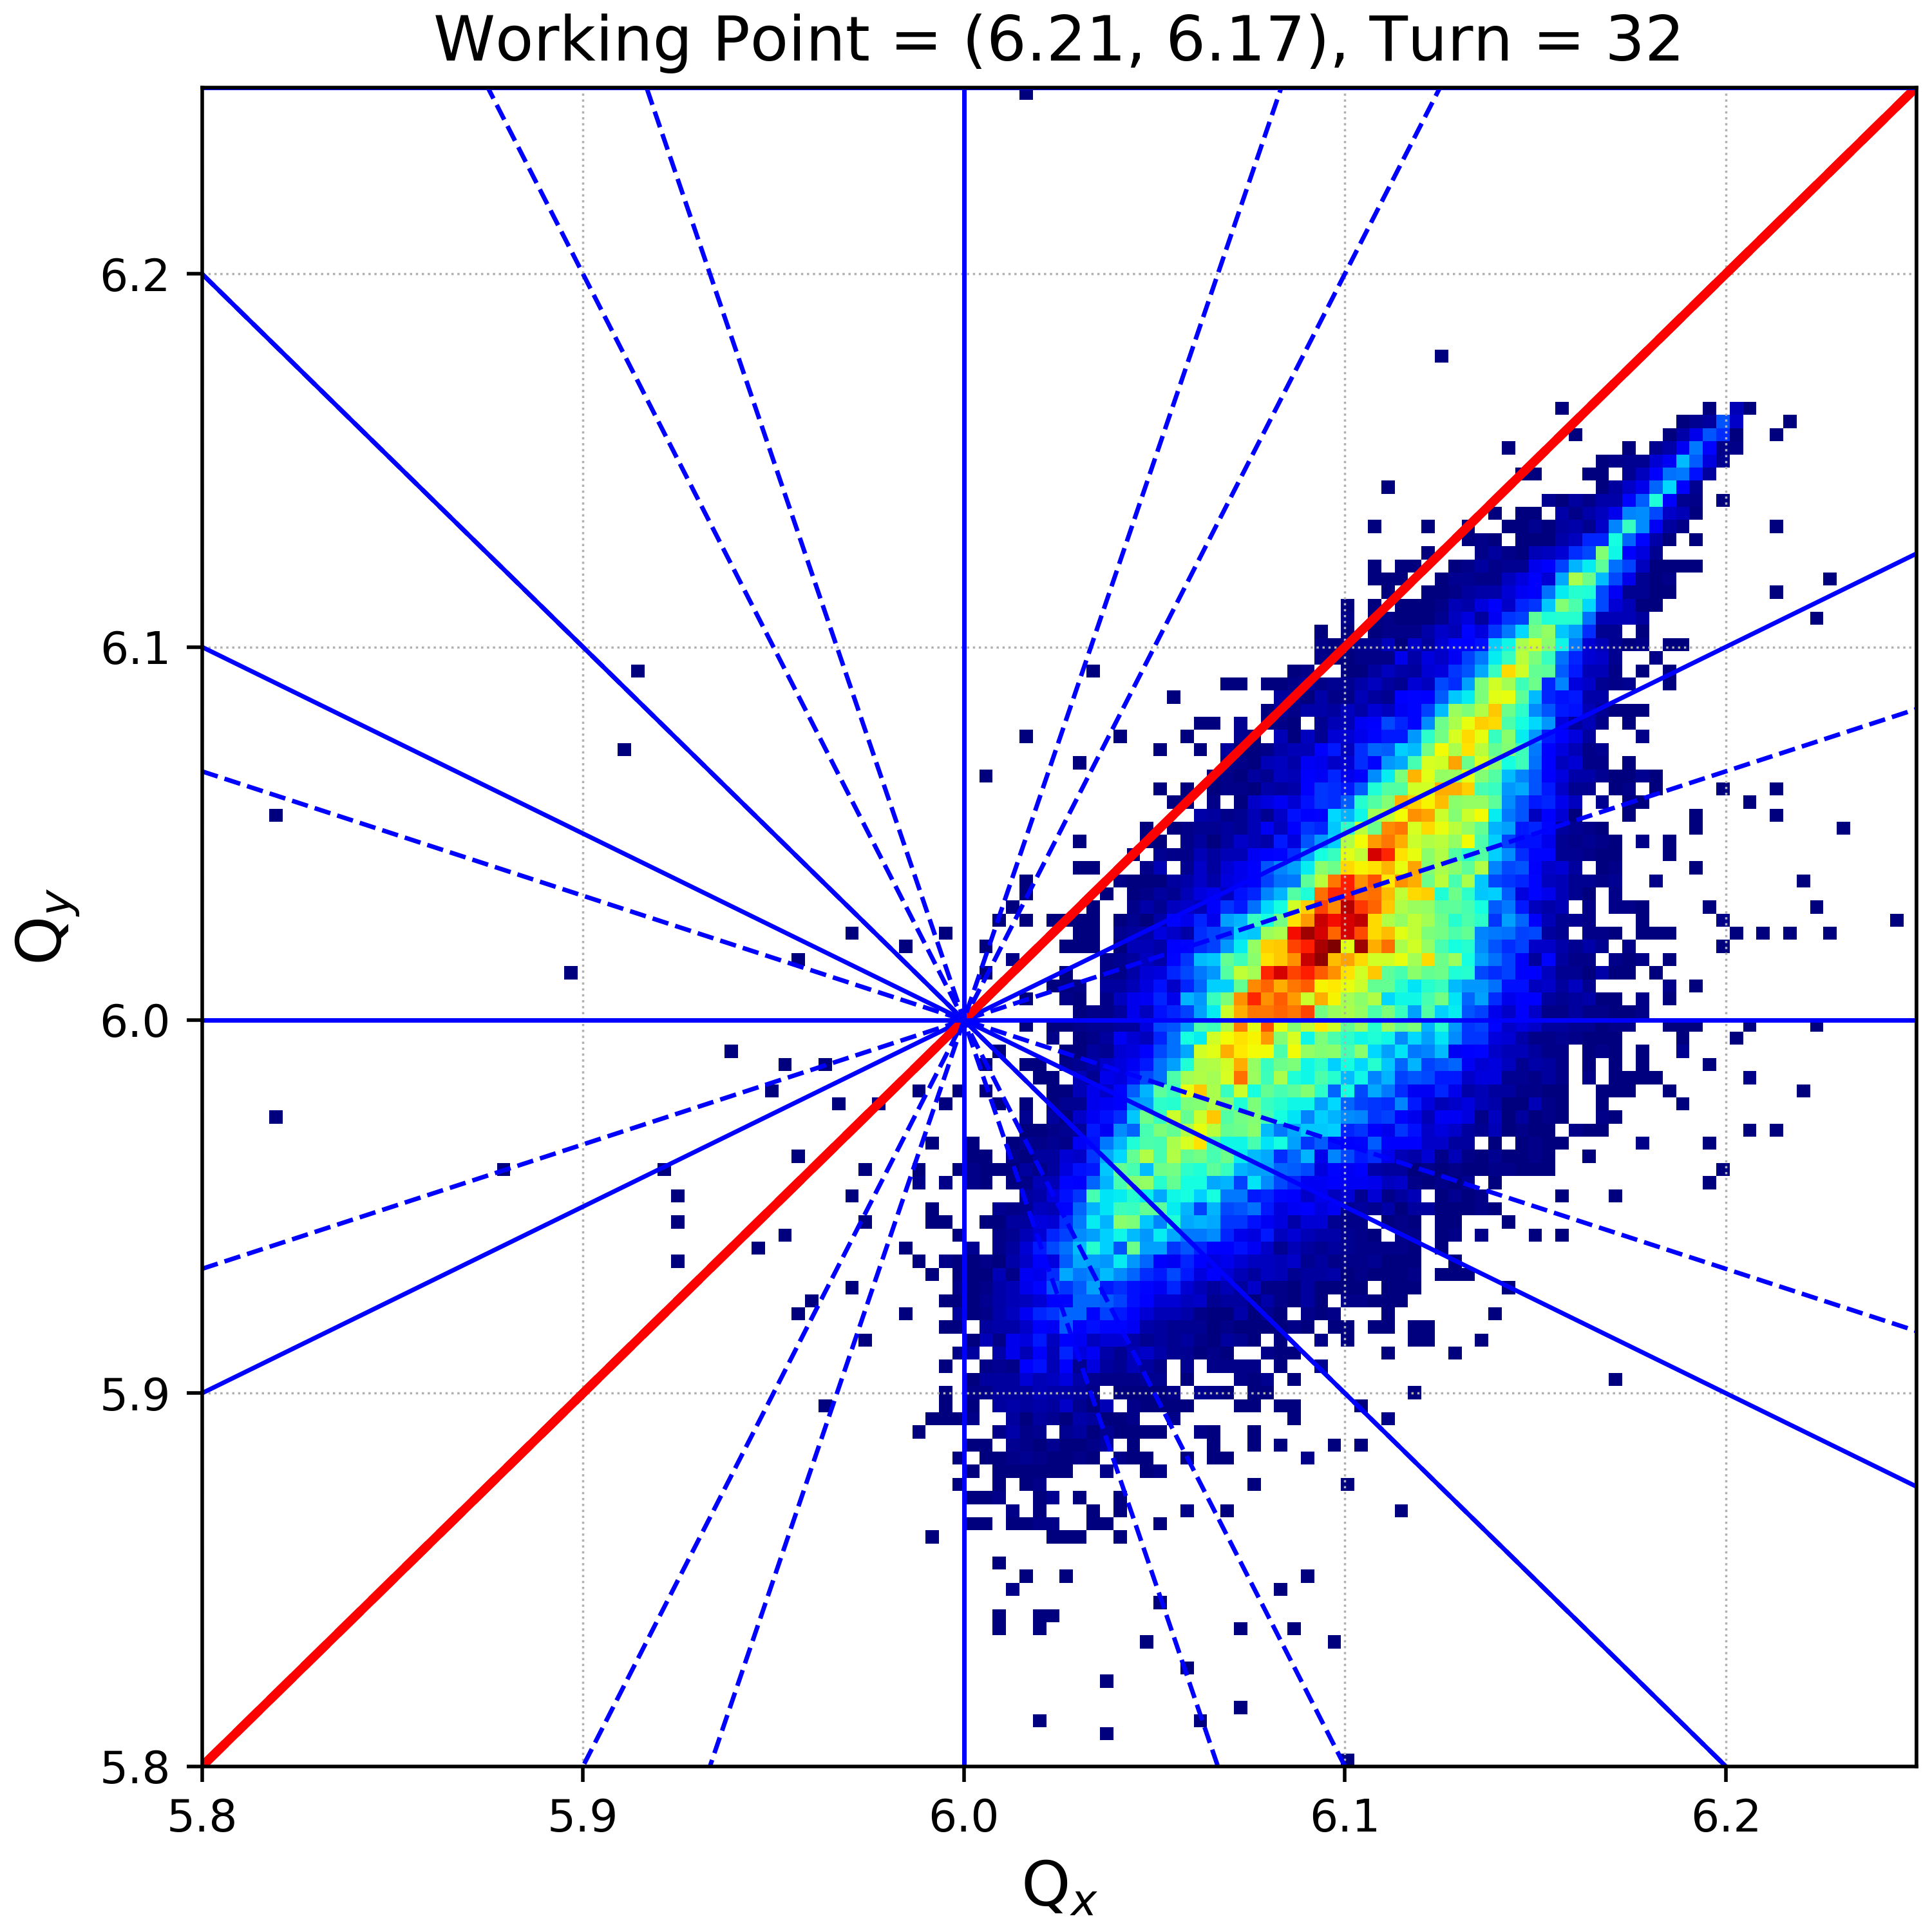 Working Point = (6.21, 6.17), Turn = 32
6.2
6.1
6.0
5.9
5.8
Qy
5.8 5.9 6.0 6.1 6.2
Qx